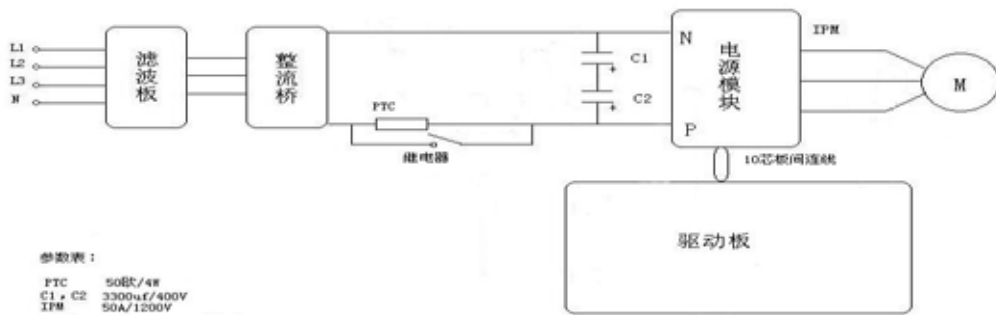 L1
L2
L3
N
滤波板
整流桥
PTC
继电器
C1
C2
N
P
电源模块
IPM
M
10芯板间连线
驱动板
参数表：
PTC 50欧/4W
C1，C2 3300uf/400V
IPM 50A/1200V